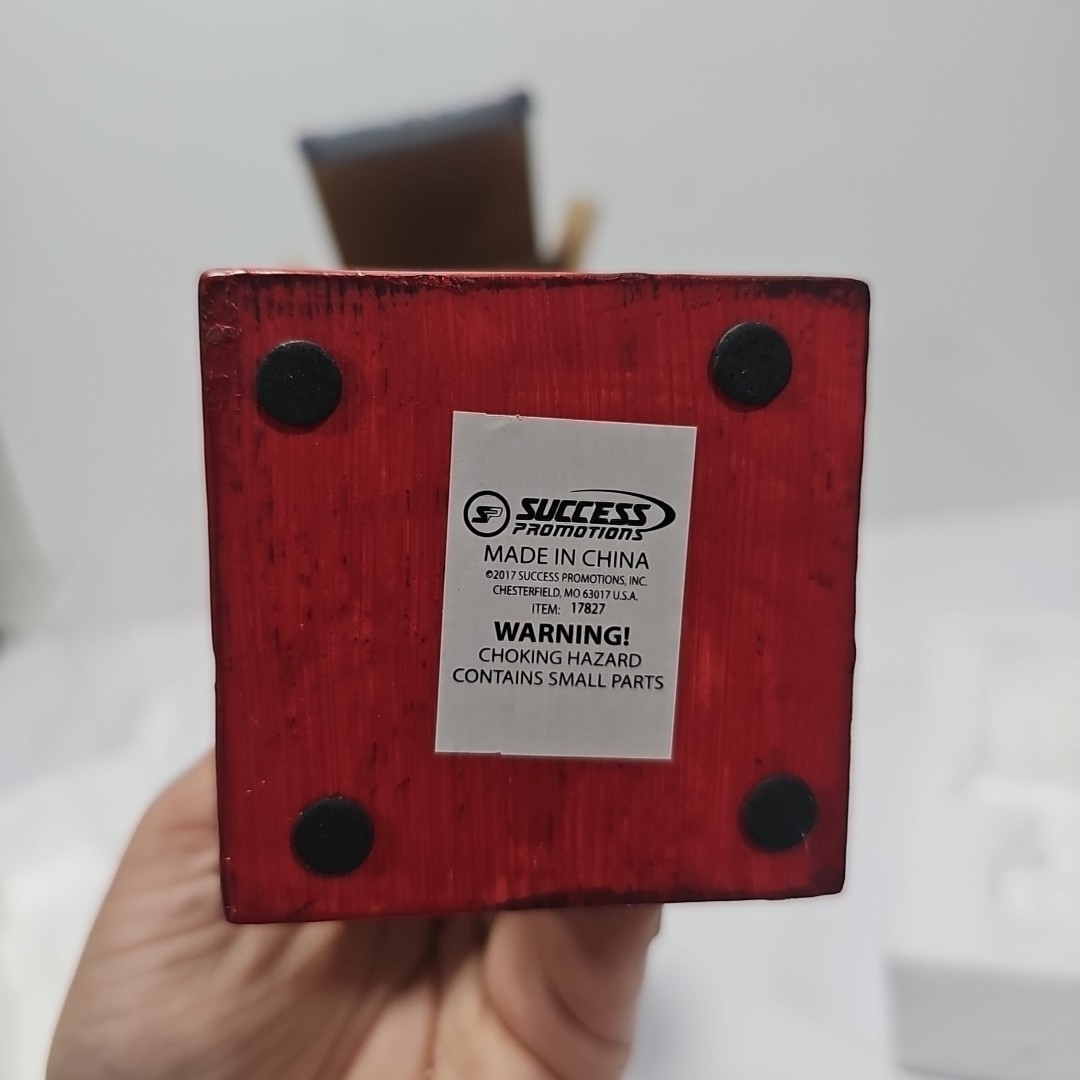 SP SUCCESS
PROMOTIONS
MADE IN CHINA
©2017 SUCCESS PROMOTIONS, INC.
CHESTERFIELD, MO 63017 U.S.A.
ITEM: 17827
WARNING!
CHOKING HAZARD
CONTAINS SMALL PARTS